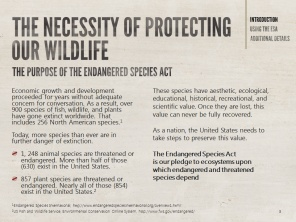 THE NECESSITY OF PROTECTING
OUR WILDLIFE
THE PURPOSE OF THE ENDANGERED SPECIES ACT
INTRODUCTION
USING THE ESA
ADDITIONAL DETAILS
Economic growth and development
proceeded for years without adequate
concern for conservation. As a result, over
900 species of fish, wildlife, and plants
have gone extinct worldwide. That
includes 256 North American species.¹
Today, more species than ever are in
further danger of extinction.
1, 248 animal species are threatened or
endangered. More than half of those
(630) exist in the United States.
857 plant species are threatened or
endangered. Nearly all of those (854)
exist in the United States.²
These species have aesthetic, ecological,
educational, historical, recreational, and
scientific value. Once they are lost, this
value can never be fully recovered.
As a nation, the United States needs to
take steps to preserve this value.
The Endangered Species Act
is our pledge to ecosystems upon
which endangered and threatened
species depend